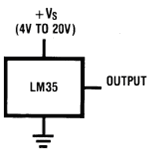 +VS
(4V TO 20V)
LM35
OUTPUT